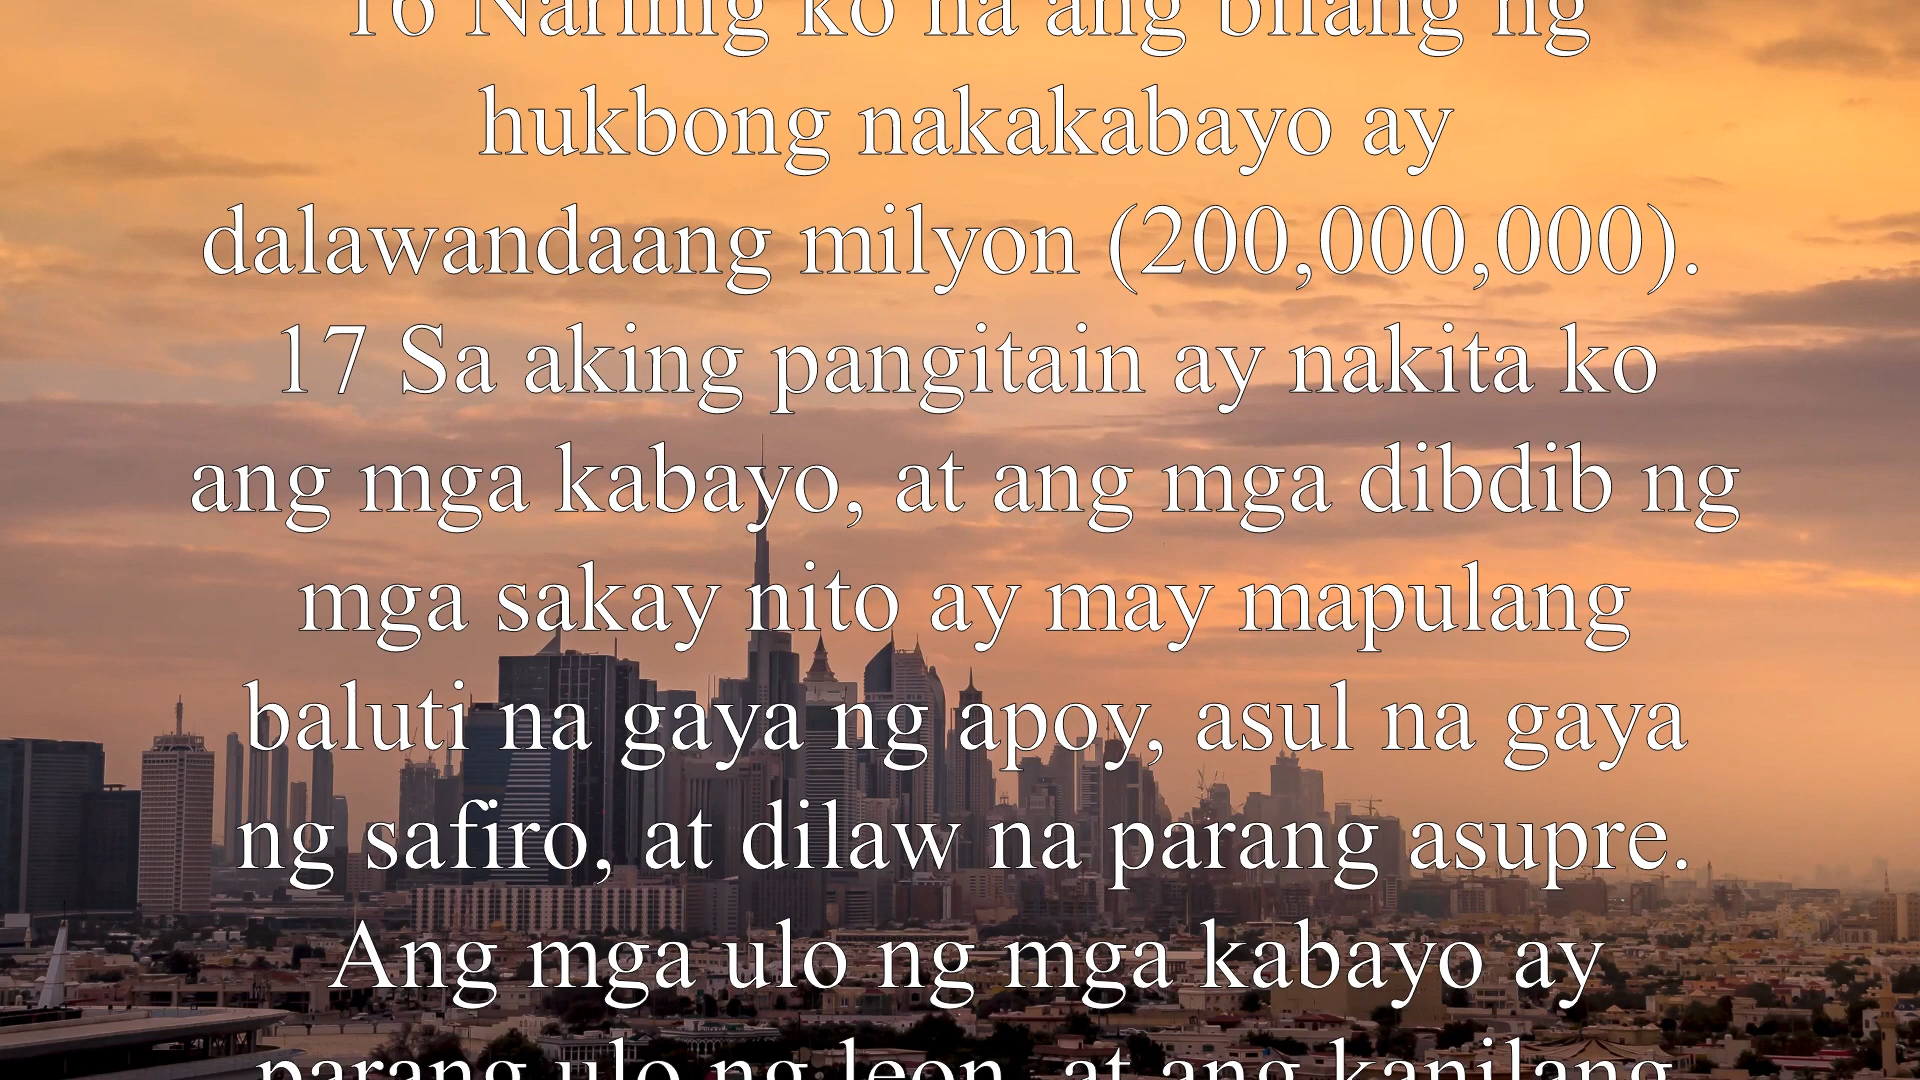 16 Narinig ko na ang bilang ng
hukbong nakakabayo ay
dalawandaang milyon (200,000,000).
17 Sa aking pangitain ay nakita ko
ang mga kabayo, at ang mga dibdib ng
mga sakay nito ay may mapulang
baluti na gaya ng apoy, asul na gaya
ng safiro, at dilaw na parang asupre.
Ang mga ulo ng mga kabayo ay
parang ulo ng leon, at ang kanilang